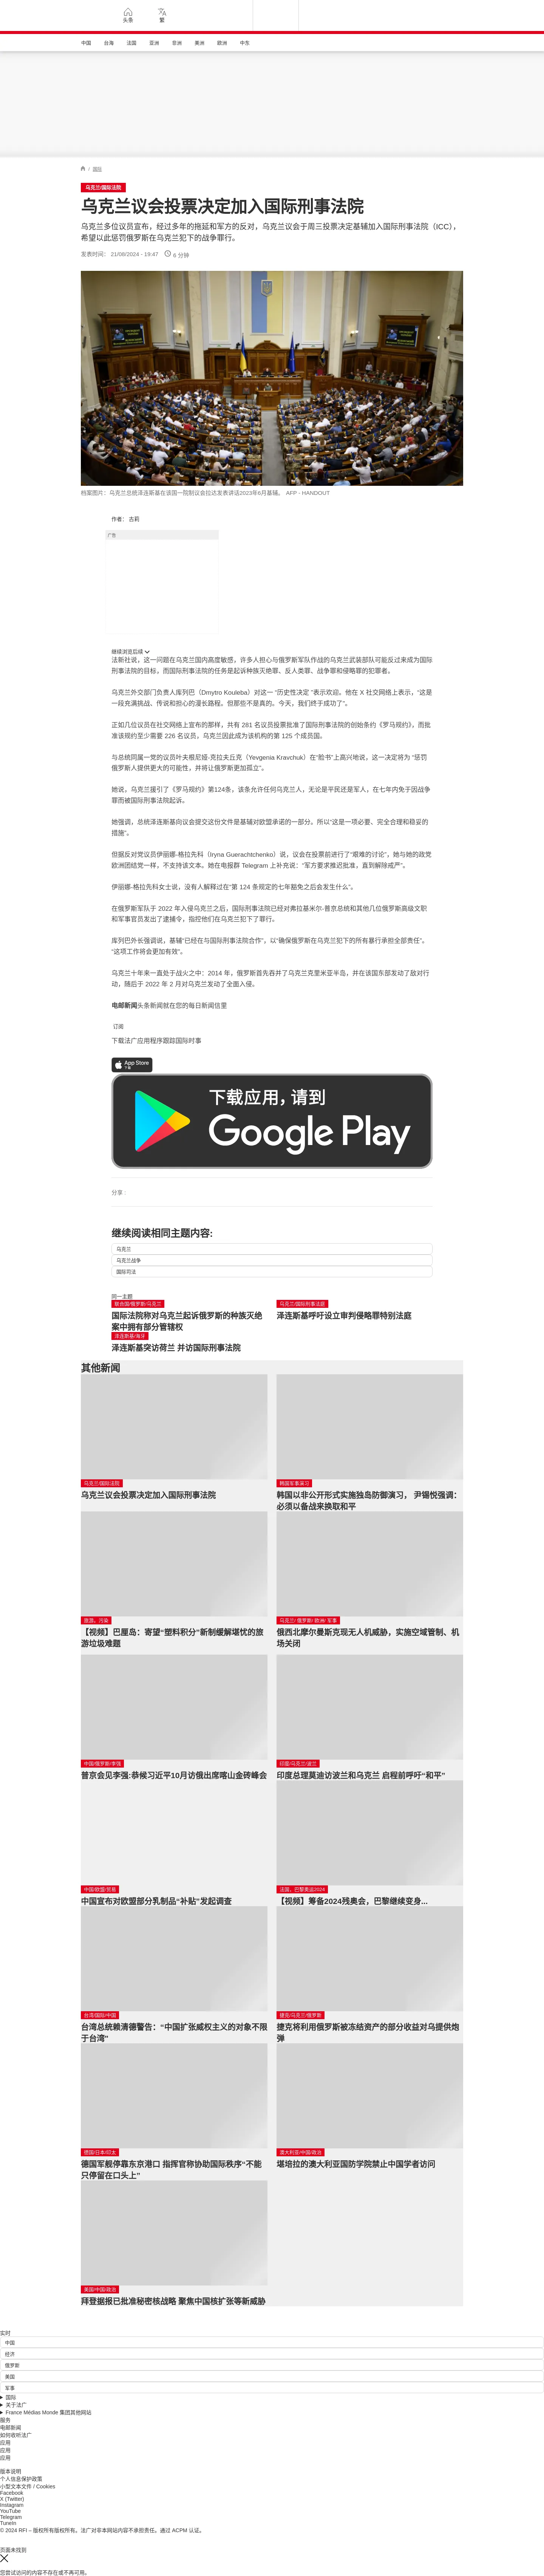 头条
繁
中国
台海
法国
亚洲
非洲
美洲
欧洲
中东
/ 国际
乌克兰/国际法院
乌克兰议会投票决定加入国际刑事法院
乌克兰多位议员宣布，经过多年的拖延和军方的反对，乌克兰议会于周三投票决定基辅加入国际刑事法院（ICC），
希望以此惩罚俄罗斯在乌克兰犯下的战争罪行。
发表时间： 21/08/2024 - 19:47
6 分钟
档案图片：乌克兰总统泽连斯基在该国一院制议会拉达发表讲话2023年6月基辅。 AFP - HANDOUT
作者： 古莉
广告
继续浏览后续
法新社说，这一问题在乌克兰国内高度敏感，许多人担心与俄罗斯军队作战的乌克兰武装部队可能反过来成为国际
刑事法院的目标，而国际刑事法院的任务是起诉种族灭绝罪、反人类罪、战争罪和侵略罪的犯罪者。
乌克兰外交部门负责人库列巴（Dmytro Kouleba）对这一 “历史性决定 ”表示欢迎。他在 X 社交网络上表示，“这是
一段充满挑战、传说和担心的漫长路程。但那些不是真的。今天，我们终于成功了”。
正如几位议员在社交网络上宣布的那样，共有 281 名议员投票批准了国际刑事法院的创始条约《罗马规约》，而批
准该规约至少需要 226 名议员，乌克兰因此成为该机构的第 125 个成员国。
与总统同属一党的议员叶夫根尼娅-克拉夫丘克（Yevgenia Kravchuk）在“脸书”上高兴地说，这一决定将为 “惩罚
俄罗斯人提供更大的可能性，并将让俄罗斯更加孤立”。
她说，乌克兰援引了《罗马规约》第124条，该条允许任何乌克兰人，无论是平民还是军人，在七年内免于因战争
罪而被国际刑事法院起诉。
她强调，总统泽连斯基向议会提交这份文件是基辅对欧盟承诺的一部分。所以“这是一项必要、完全合理和稳妥的
措施”。
但据反对党议员伊丽娜-格拉先科（Iryna Guerachtchenko）说，议会在投票前进行了“艰难的讨论”，她与她的政党
欧洲团结党一样，不支持该文本。她在电报群 Telegram 上补充说：“军方要求推迟批准，直到解除戒严”。
伊丽娜-格拉先科女士说，没有人解释过在“第 124 条规定的七年豁免之后会发生什么”。
在俄罗斯军队于 2022 年入侵乌克兰之后，国际刑事法院已经对弗拉基米尔-普京总统和其他几位俄罗斯高级文职
和军事官员发出了逮捕令，指控他们在乌克兰犯下了罪行。
库列巴外长强调说，基辅“已经在与国际刑事法院合作”，以“确保俄罗斯在乌克兰犯下的所有暴行承担全部责任”。
“这项工作将会更加有效”。
乌克兰十年来一直处于战火之中：2014 年，俄罗斯首先吞并了乌克兰克里米亚半岛，并在该国东部发动了敌对行
动，随后于 2022 年 2 月对乌克兰发动了全面入侵。
电邮新闻头条新闻就在您的每日新闻信里
订阅
下载法广应用程序跟踪国际时事
App Store
下载
下载应用，请到
Google Play
分享 :
继续阅读相同主题内容:
乌克兰
乌克兰战争
国际司法
同一主题
联合国/俄罗斯/乌克兰
国际法院称对乌克兰起诉俄罗斯的种族灭绝
案中拥有部分管辖权
乌克兰/国际刑事法庭
泽连斯基呼吁设立审判侵略罪特别法庭
泽连斯基/海牙
泽连斯基突访荷兰 并访国际刑事法院
其他新闻
乌克兰/国际法院
乌克兰议会投票决定加入国际刑事法院
韩国军事演习
韩国以非公开形式实施独岛防御演习， 尹锡悦强调：
必须以备战来换取和平
旅游、污染
【视频】巴厘岛：寄望“塑料积分”新制缓解堪忧的旅
游垃圾难题
乌克兰/ 俄罗斯/ 欧洲/ 军事
俄西北摩尔曼斯克现无人机威胁，实施空域管制、机
场关闭
中国/俄罗斯/李强
普京会见李强:恭候习近平10月访俄出席喀山金砖峰会
印度/乌克兰/波兰
印度总理莫迪访波兰和乌克兰 启程前呼吁“和平”
中国/欧盟/贸易
中国宣布对欧盟部分乳制品“补贴”发起调查
法国，巴黎奥运2024
【视频】筹备2024残奥会，巴黎继续变身...
台湾/国际/中国
台湾总统赖清德警告：“中国扩张威权主义的对象不限
于台湾”
捷克/乌克兰/俄罗斯
捷克将利用俄罗斯被冻结资产的部分收益对乌提供炮
弹
德国/日本/印太
德国军舰停靠东京港口 指挥官称协助国际秩序“不能
只停留在口头上”
澳大利亚/中国/政治
堪培拉的澳大利亚国防学院禁止中国学者访问
美国/中国/政治
拜登据报已批准秘密核战略 聚焦中国核扩张等新威胁
实时
中国
经济
俄罗斯
美国
军事
国际
关于法广
France Médias Monde 集团其他网站
服务
电邮新闻
如何收听法广
应用
应用
应用
版本说明
个人信息保护政策
小型文本文件 / Cookies
Facebook
X (Twitter)
Instagram
YouTube
Telegram
TuneIn
© 2024 RFI – 版权所有版权所有。法广对非本网站内容不承担责任。通过 ACPM 认证。
页面未找到
您尝试访问的内容不存在或不再可用。